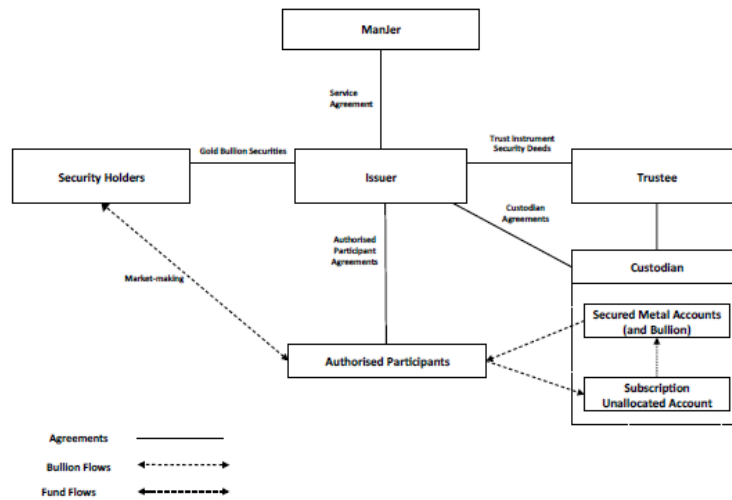 ManJer
Service
Agreement
Gold Bullion Securities
Trust Instrument
Security Deeds
Security Holders
Issuer
Trustee
Custodian
Agreements
Authorised
Participant
Agreements
Custodian
Market-making
Secured Metal Accounts
(and Bullion)
Authorised Participants
Subscription
Unallocated Account
Agreements
Bullion Flows
Fund Flows